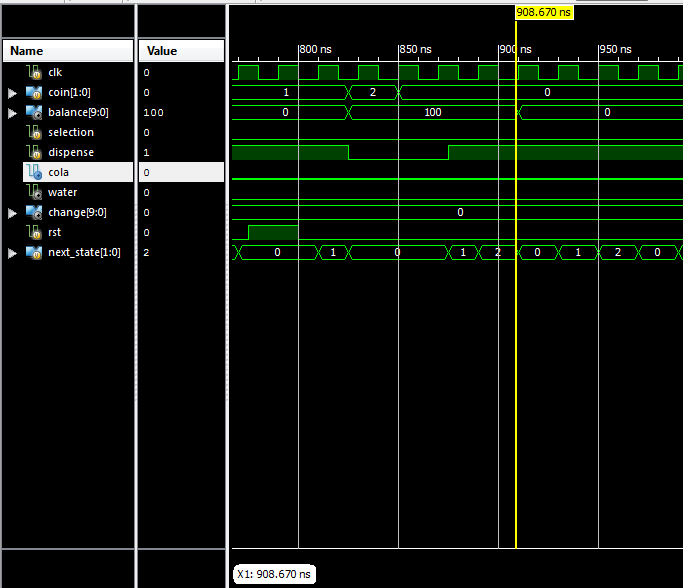 908.670 ns
Name Value
800 ns 850 ns 900 ns 950 ns
clk 0
coin[1:0] 0 1 2 0
balance[9:0] 100 0 100 0
selection 0
dispense 1
cola 0
water 0
change[9:0] 0 0
rst 0
next_state[1:0] 2 0 1 0 1 2 0 1 2 0
X1: 908.670 ns